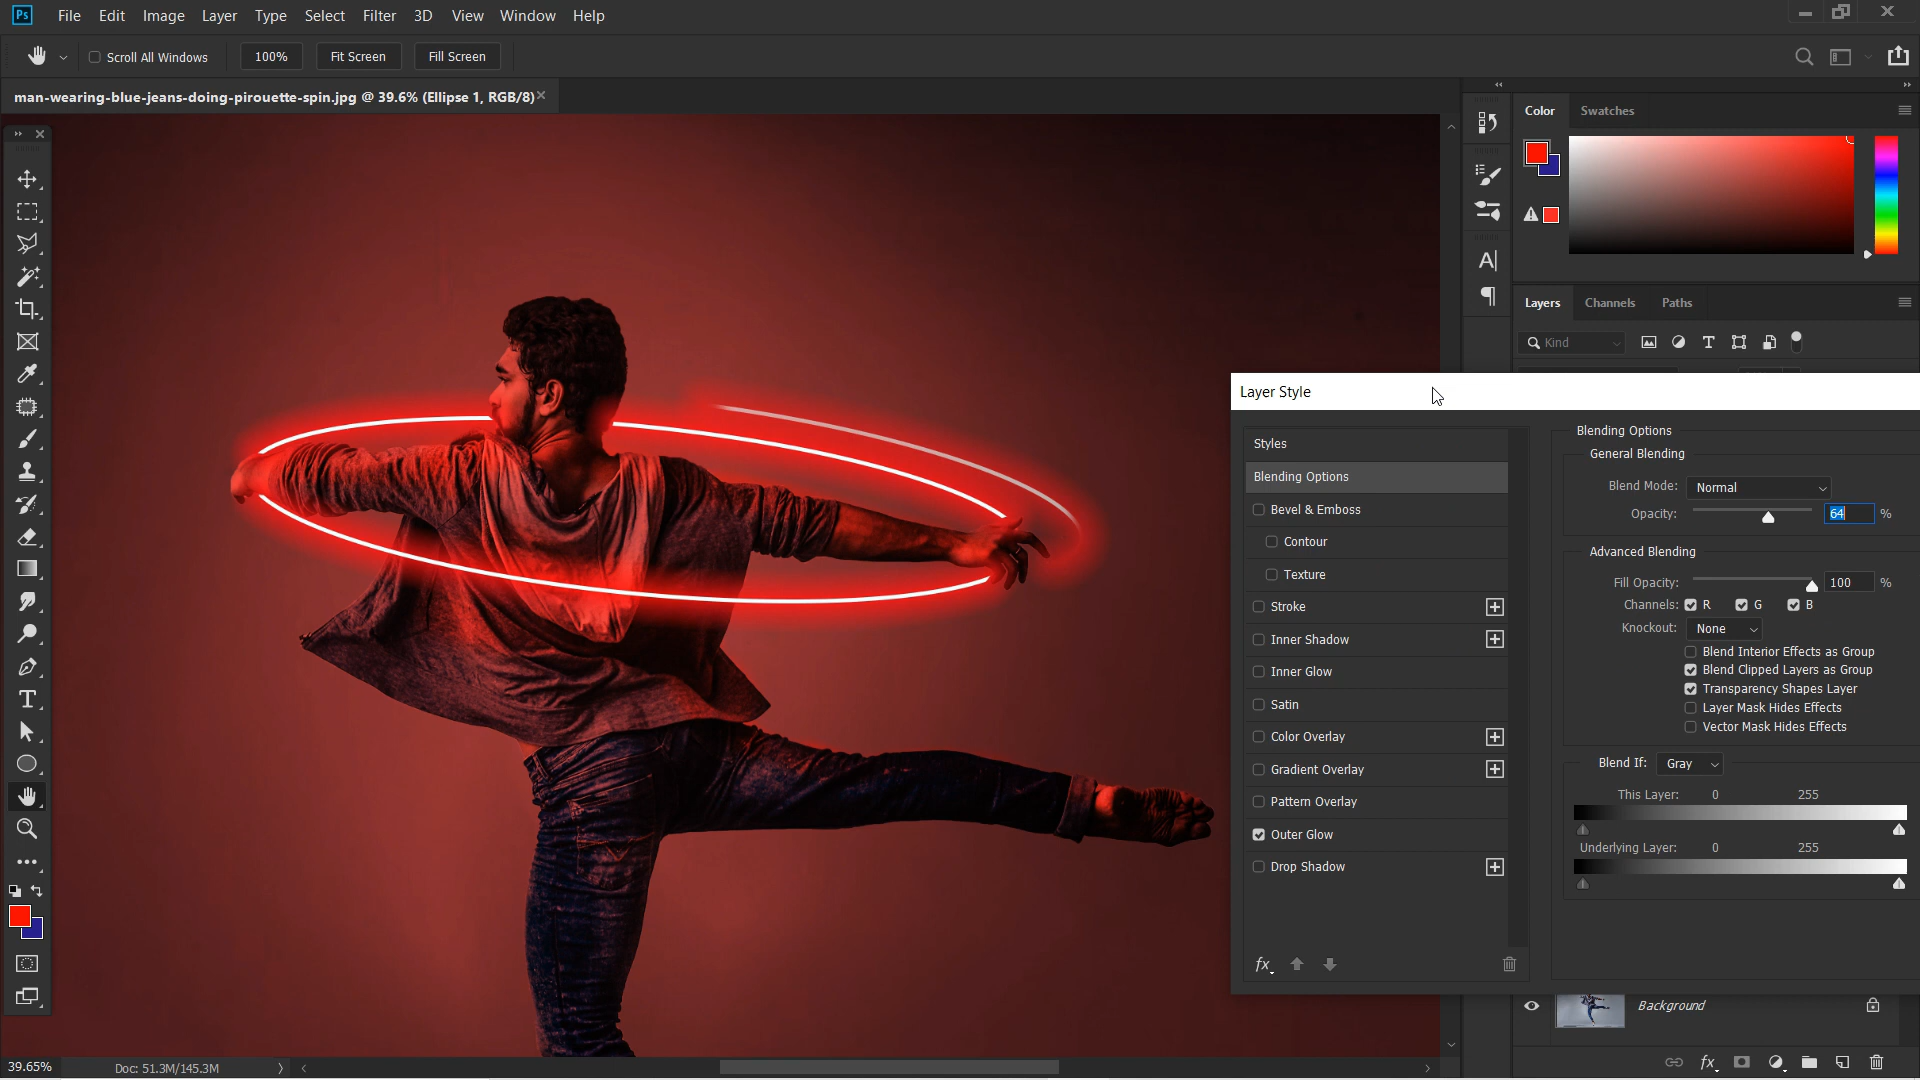 Ps File Edit Image Layer Type Select Filter 3D View Window Help
Scroll All Windows 100% Fit Screen Fill Screen
man-wearing-blue-jeans-doing-pirouette-spin.jpg @ 39.6% (Ellipse 1, RGB/8)
Color Swatches
Layers Channels Paths
Kind
Layer Style
Styles
Blending Options
Bevel & Emboss
Contour
Texture
Stroke
Inner Shadow
Inner Glow
Satin
Color Overlay
Gradient Overlay
Pattern Overlay
Outer Glow
Drop Shadow
fx
Blending Options
General Blending
Blend Mode: Normal
Opacity: 64 %
Advanced Blending
Fill Opacity: 100 %
Channels: R G B
Knockout: None
Blend Interior Effects as Group
Blend Clipped Layers as Group
Transparency Shapes Layer
Layer Mask Hides Effects
Vector Mask Hides Effects
Blend If: Gray
This Layer: 0 255
Underlying Layer: 0 255
Background
fx
39.65% Doc: 51.3M/145.3M